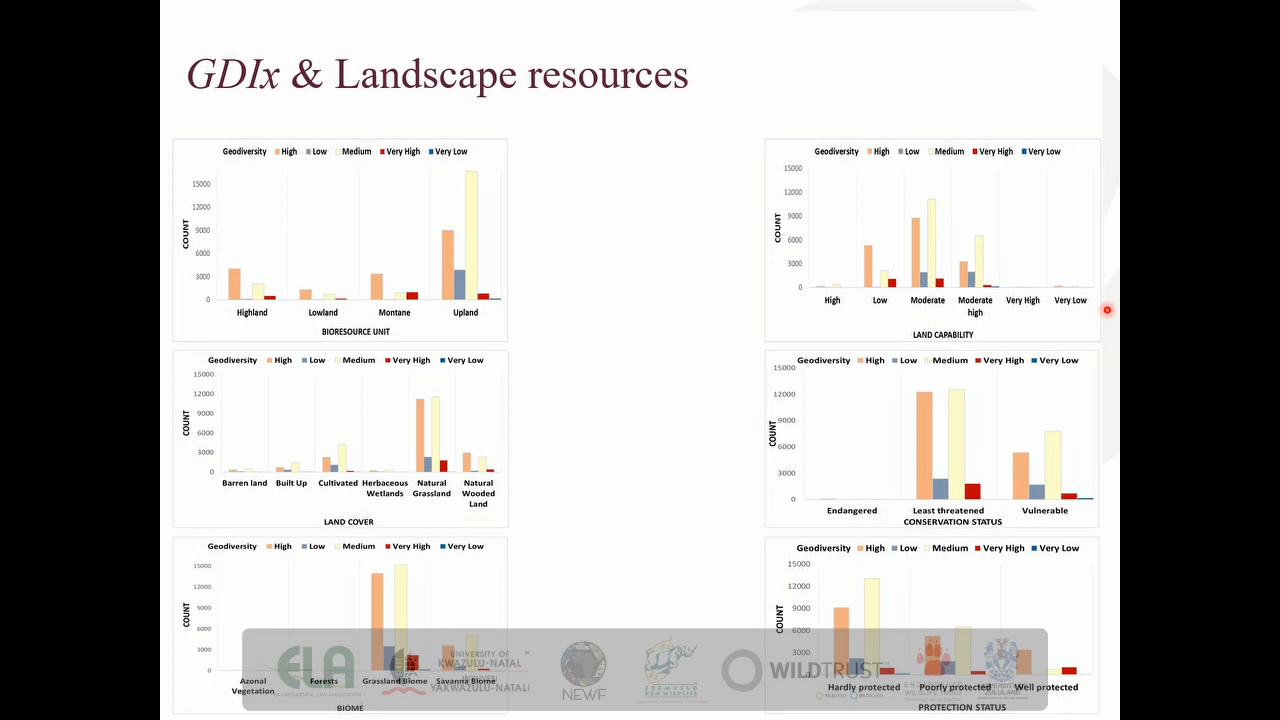 GDIx & Landscape resources
Geodiversity High Low Medium Very High Very Low
15000
12000
9000
6000
3000
0
COUNT
Highland Lowland Montane Upland
BIORESOURCE UNIT
Geodiversity High Low Medium Very High Very Low
15000
12000
9000
6000
3000
0
COUNT
High Low Moderate Moderate high Very High Very Low
LAND CAPABILITY
Geodiversity High Low Medium Very High Very Low
15000
12000
9000
6000
3000
0
COUNT
Barren land Built Up Cultivated Herbaceous Wetlands Natural Grassland Natural Wooded Land
LAND COVER
Geodiversity High Low Medium Very High Very Low
15000
12000
9000
6000
3000
0
COUNT
Endangered Least threatened Vulnerable
CONSERVATION STATUS
Geodiversity High Low Medium Very High Very Low
15000
12000
9000
6000
3000
0
COUNT
Azonal Vegetation Forests Grassland Biome Savanna Biome
BIOME
Geodiversity High Low Medium Very High Very Low
15000
12000
9000
6000
3000
COUNT
Hardly protected Poorly protected Well protected
PROTECTION STATUS
ELA
UNIVERSITY OF
KWAZULU-NATAL
YAKWAZULU-NATALI
NEWF
WILDTRUST